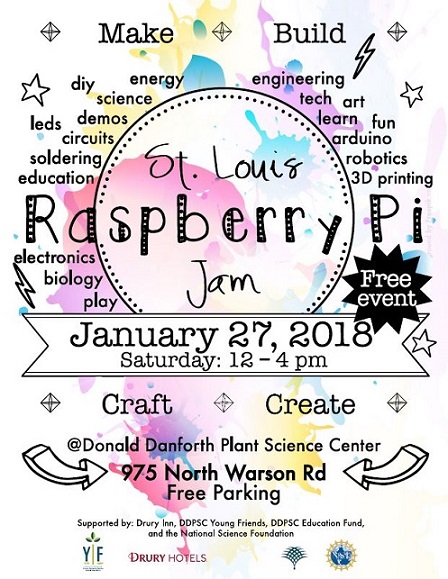 Make Build
diy energy engineering
science tech art
leds demos learn fun
circuits arduino
soldering robotics
education 3D printing
St. Louis
Raspberry Pi
Jam
electronics
biology
play
Free
event
January 27, 2018
Saturday: 12 - 4 pm
Craft Create
@Donald Danforth Plant Science Center
975 North Warson Rd
Free Parking
Supported by: Drury Inn, DDPSC Young Friends, DDPSC Education Fund,
and the National Science Foundation
YF DRURY HOTELS NSF